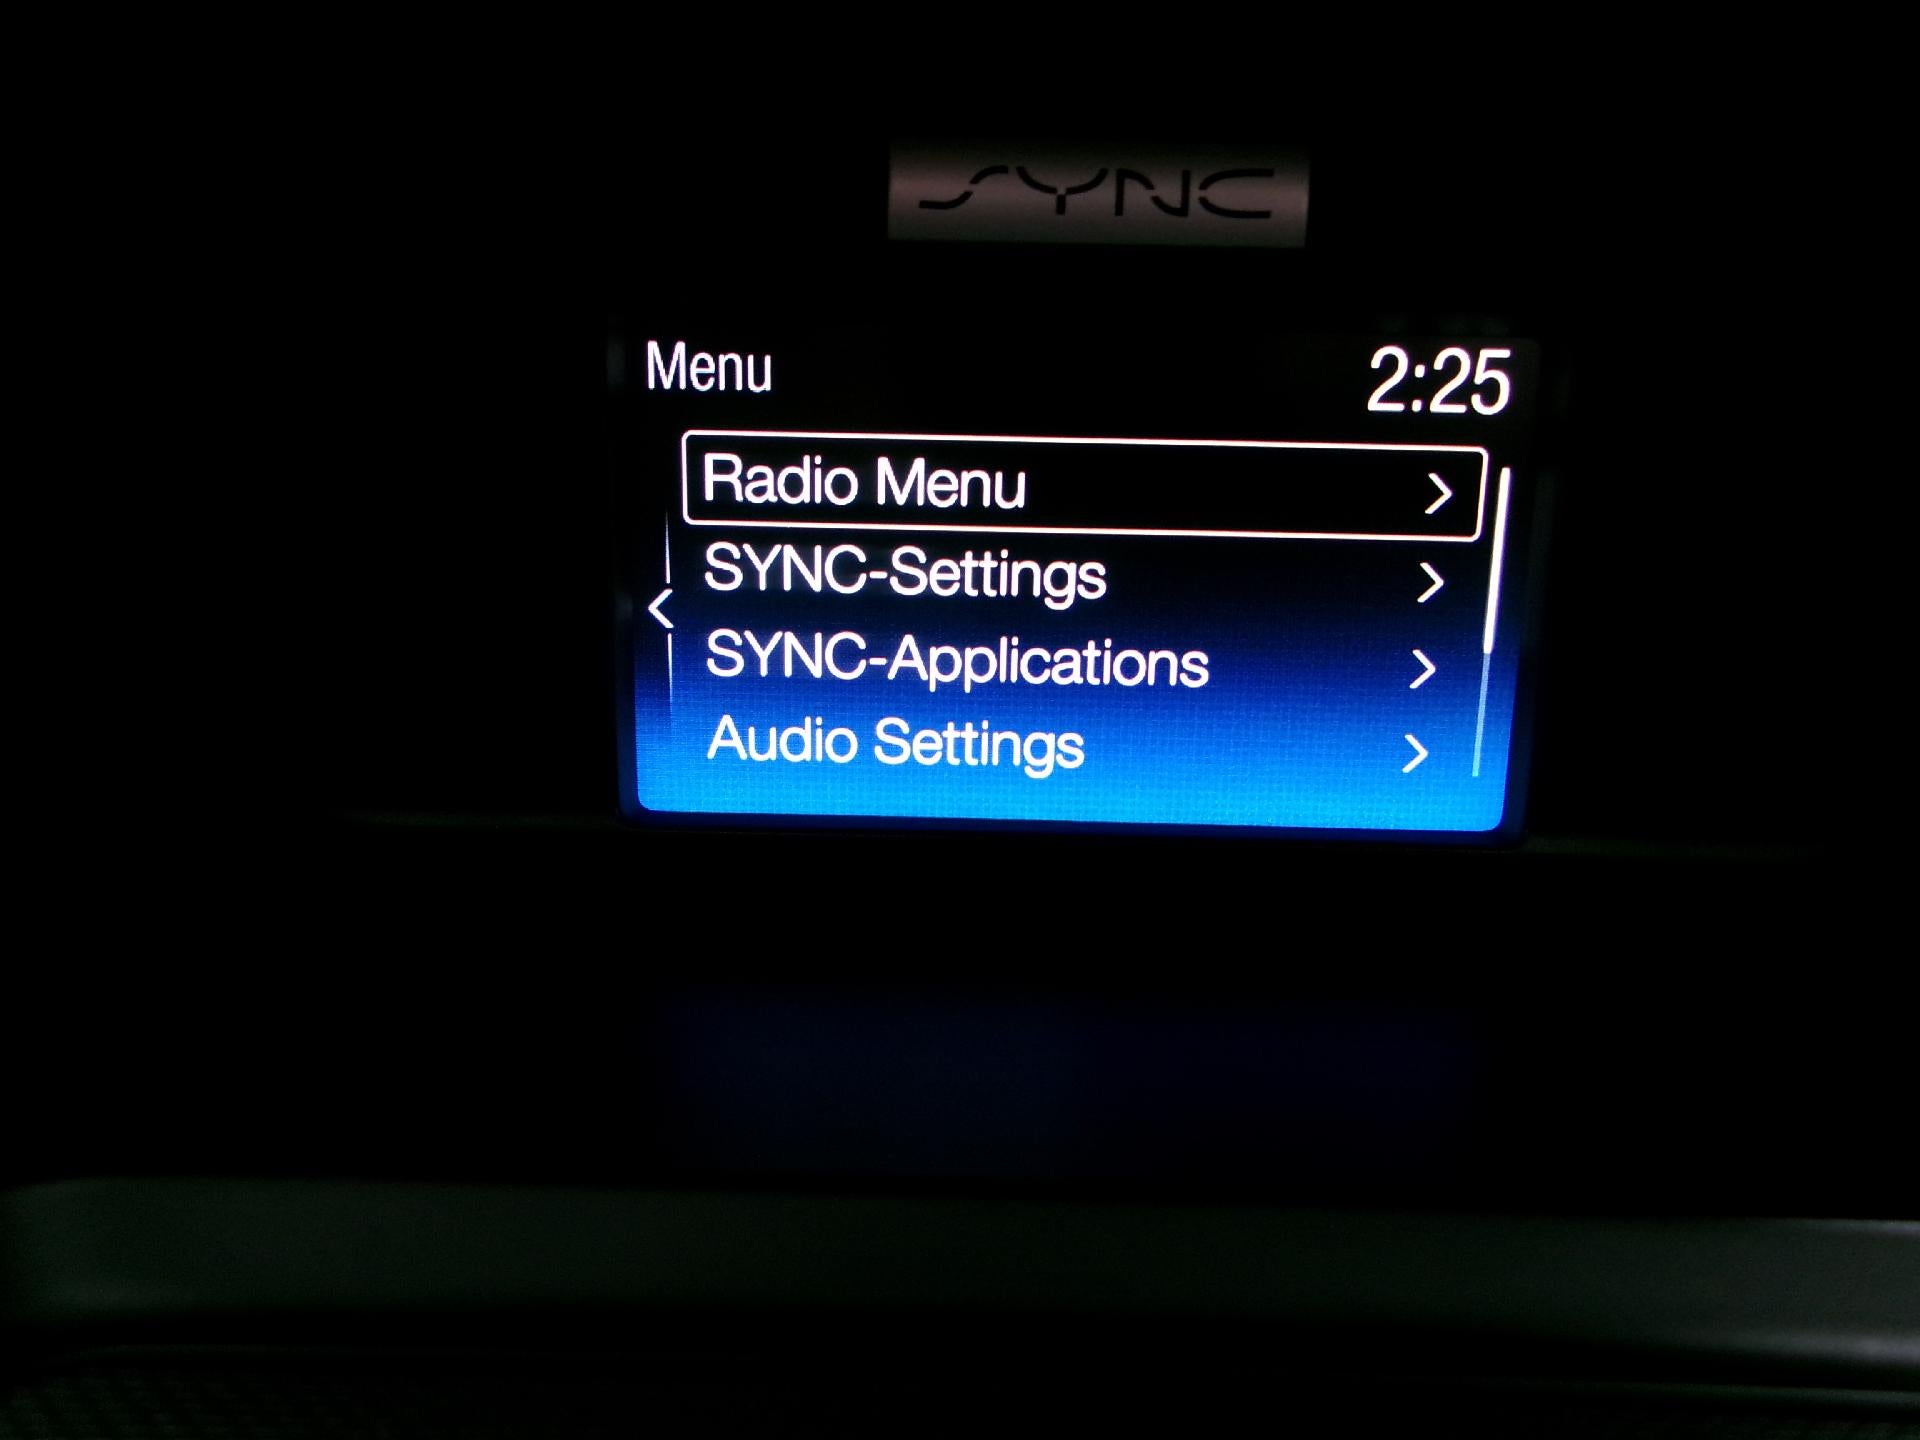 SYNC
Menu 2:25
Radio Menu >
SYNC-Settings >
SYNC-Applications >
Audio Settings >